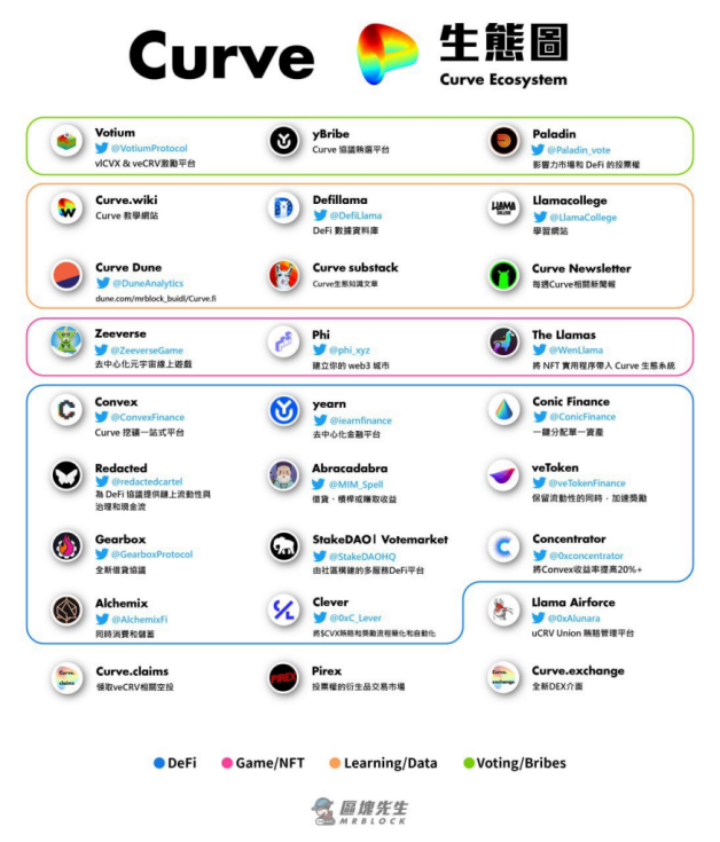 Curve
生態圖
Curve Ecosystem
Votium
@VotiumProtocol
vlCVX & veCRV激勵平台
yBribe
Curve 協議賄選平台
Paladin
@Paladin_vote
影響力市場和 DeFi 的投票權
Curve.wiki
Curve 教學網站
Defillama
@DefiLlama
DeFi 數據資料庫
LLAMA
Llamacollege
@LlamaCollege
學習網站
Curve Dune
@DuneAnalytics
dune.com/mrblock_buidl/Curve.fi
Curve substack
Curve生態知識文章
Curve Newsletter
每週Curve相關新聞報
Zeeverse
@ZeeverseGame
去中心化元宇宙線上遊戲
Phi
@phi_xyz
建立你的 web3 城市
The Llamas
@WenLlama
將 NFT 實用程序帶入 Curve 生態系統
Convex
@ConvexFinance
Curve 挖礦一站式平台
yearn
@iearnfinance
去中心化金融平台
Conic Finance
@ConicFinance
一鍵分配單一資產
Redacted
@redactedcartel
為 DeFi 協議提供鏈上流動性與
治理和現金流
Abracadabra
@MIM_Spell
借貸、槓桿或賺取收益
veToken
@veTokenFinance
保留流動性的同時、加速獎勵
Gearbox
@GearboxProtocol
全新借貸協議
StakeDAO| Votemarket
@StakeDAOHQ
由社區構建的多服務DeFi平台
Concentrator
@0xconcentrator
將Convex收益率提高20%+
Alchemix
@AlchemixFi
同時消費和儲蓄
Clever
@0xC_Lever
將$CVX賄賂和獎勵流程簡化和自動化
Llama Airforce
@0xAlunara
uCRV Union 賄賂管理平台
Curve.
claims
Curve.claims
領取veCRV相關空投
PIREX
Pirex
投票權的衍生品交易市場
Curve.
exchange
Curve.exchange
全新DEX介面
DeFi
Game/NFT
Learning/Data
Voting/Bribes
區塊先生
MRBLOCK